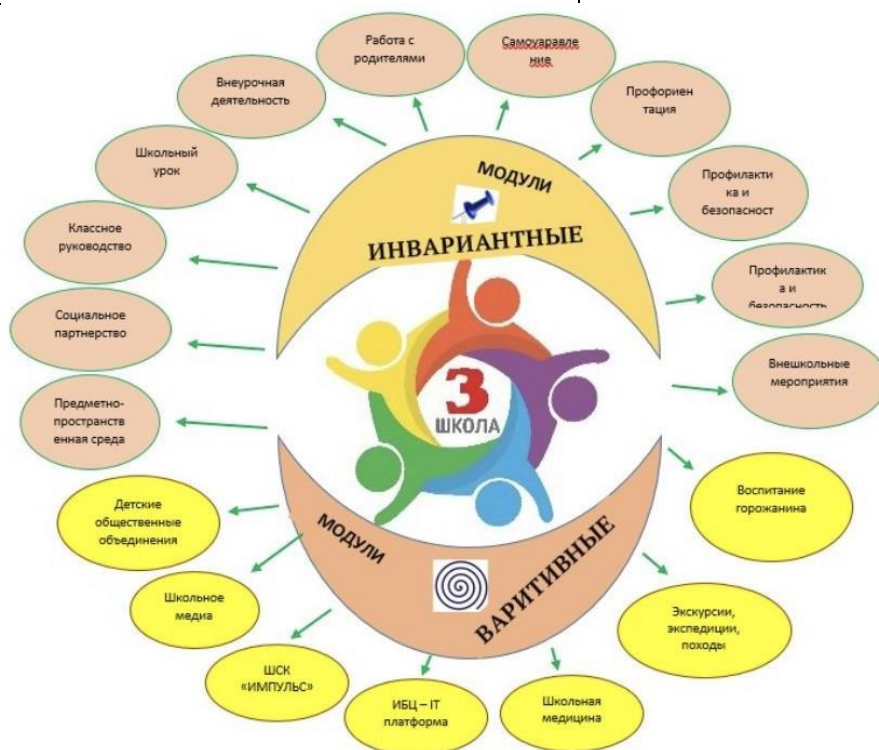 Работа с
родителями
Самоуаравле
ние
Внеурочная
деятельность
Профориен
тация
Школьный
урок
Профилакти
ка и
безопасност
Классное
руководство
Профилактик
а и
безопасность
Социальное
партнерство
Внешкольные
мероприятия
Предметно-
пространств
енная среда
МОДУЛИ
ИНВАРИАНТНЫЕ
3
ШКОЛА
МОДУЛИ
ВАРИТИВНЫЕ
Детские
общественные
объединения
Воспитание
горожанина
Школьное
медиа
Экскурсии,
экспедиции,
походы
ШСК
«ИМПУЛЬС»
ИБЦ – IT
платформа
Школьная
медицина